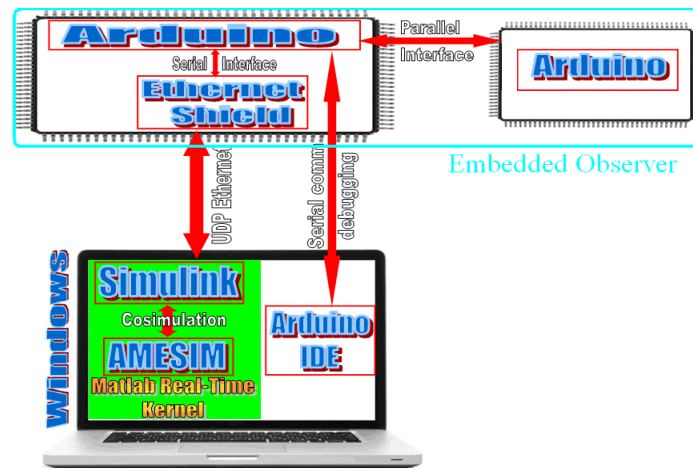 Arduino
Parallel
Interface
Serial Interface
Ethernet
Shield
Arduino
Embedded Observer
UDP Ethernet
Serial comm
debugging
Windows
Simulink
Cosimulation
AMESIM
Matlab Real-Time
Kernel
Arduino
IDE